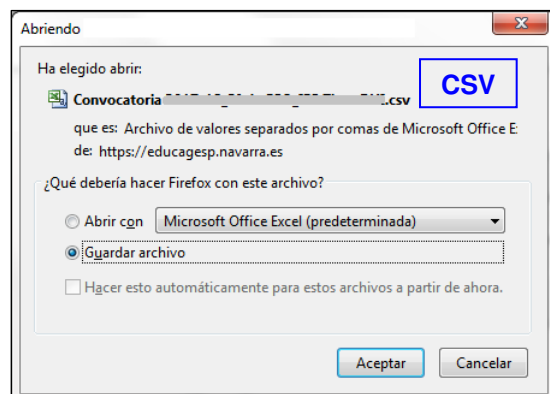 Abriendo
Ha elegido abrir:
CSV
Convocatoria .csv
que es: Archivo de valores separados por comas de Microsoft Office E
de: https://educagesp.navarra.es
¿Qué debería hacer Firefox con este archivo?
Abrir con Microsoft Office Excel (predeterminada)
Guardar archivo
Hacer esto automáticamente para estos archivos a partir de ahora.
Aceptar Cancelar